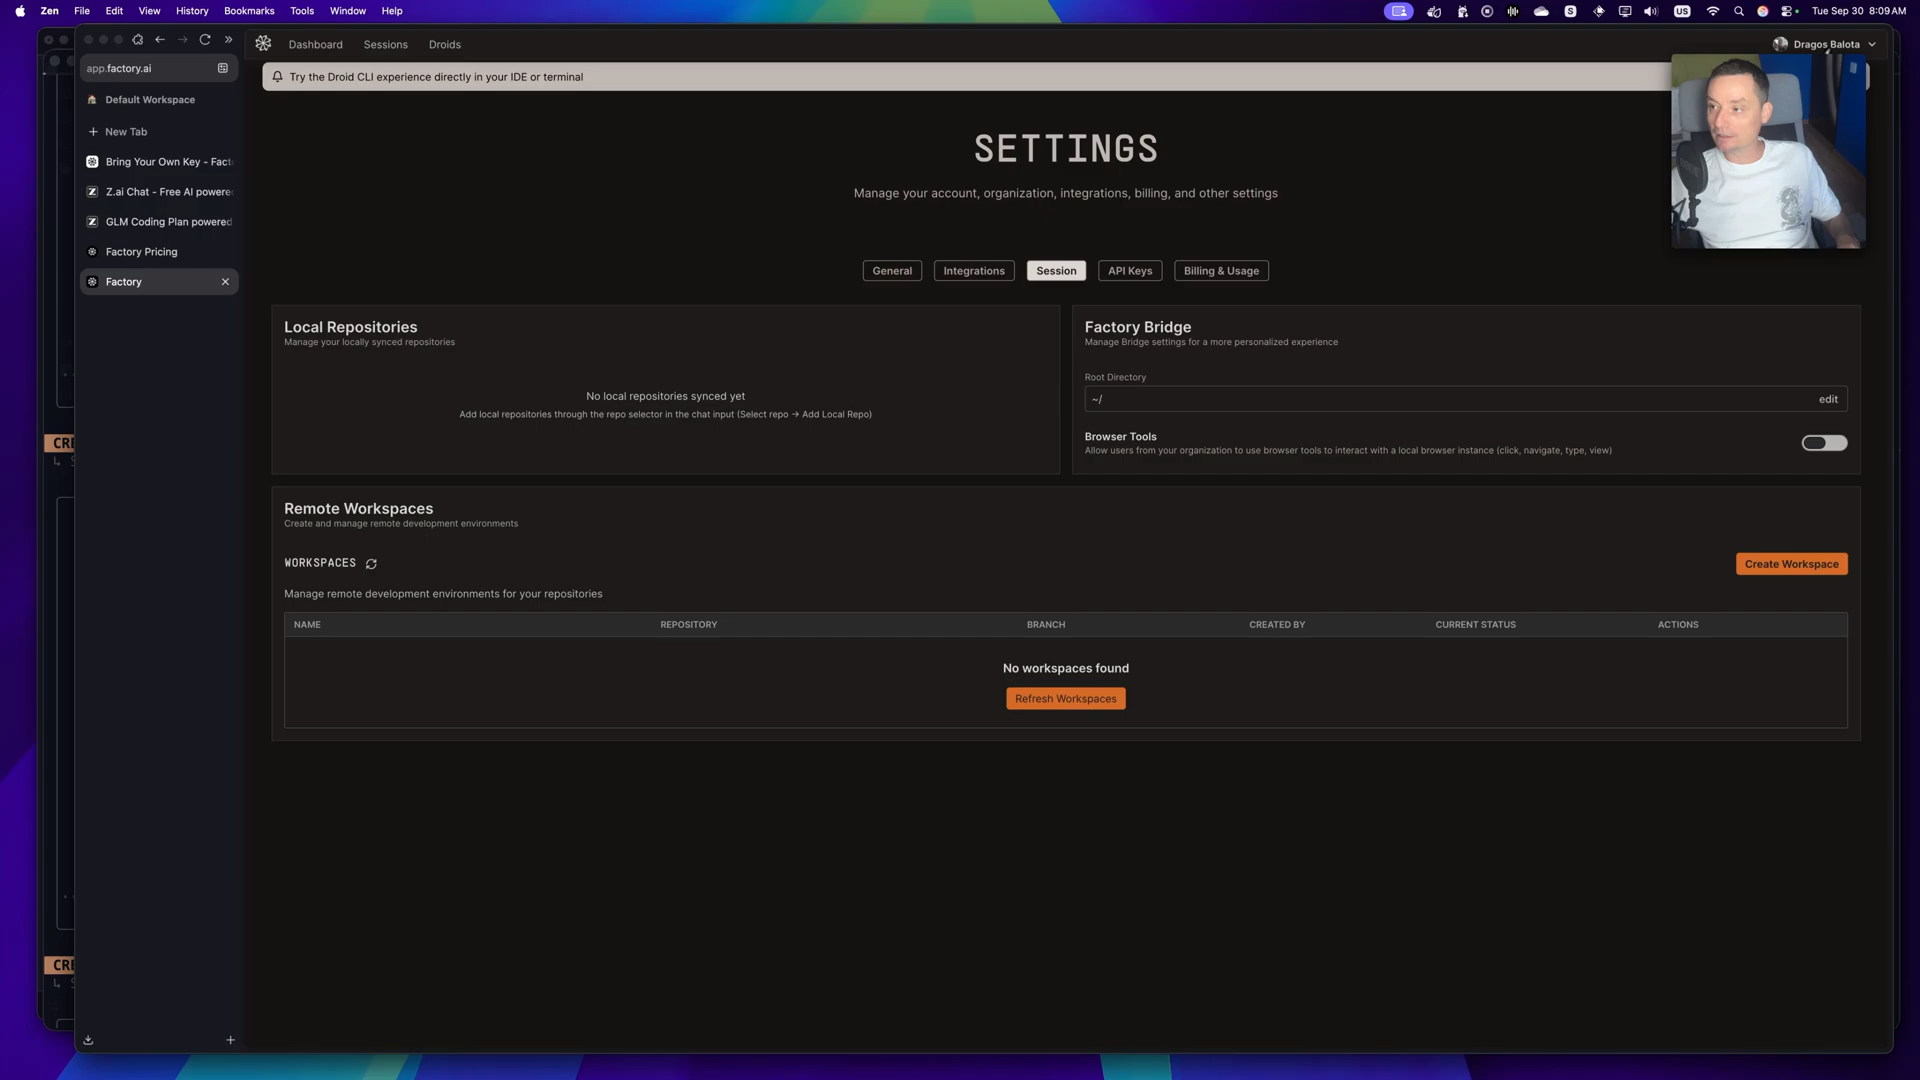 Zen File Edit View History Bookmarks Tools Window Help
S US Tue Sep 30 8:09 AM
app.factory.ai
Default Workspace
New Tab
Bring Your Own Key - Fact
Z.ai Chat - Free AI powere
GLM Coding Plan powered
Factory Pricing
Factory
Dashboard Sessions Droids
Dragos Balota
Try the Droid CLI experience directly in your IDE or terminal
SETTINGS
Manage your account, organization, integrations, billing, and other settings
General Integrations Session API Keys Billing & Usage
Local Repositories
Manage your locally synced repositories
No local repositories synced yet
Add local repositories through the repo selector in the chat input (Select repo → Add Local Repo)
Factory Bridge
Manage Bridge settings for a more personalized experience
Root Directory
~/ edit
Browser Tools
Allow users from your organization to use browser tools to interact with a local browser instance (click, navigate, type, view)
Remote Workspaces
Create and manage remote development environments
WORKSPACES
Create Workspace
Manage remote development environments for your repositories
NAME REPOSITORY BRANCH CREATED BY CURRENT STATUS ACTIONS
No workspaces found
Refresh Workspaces
CRE
CRE